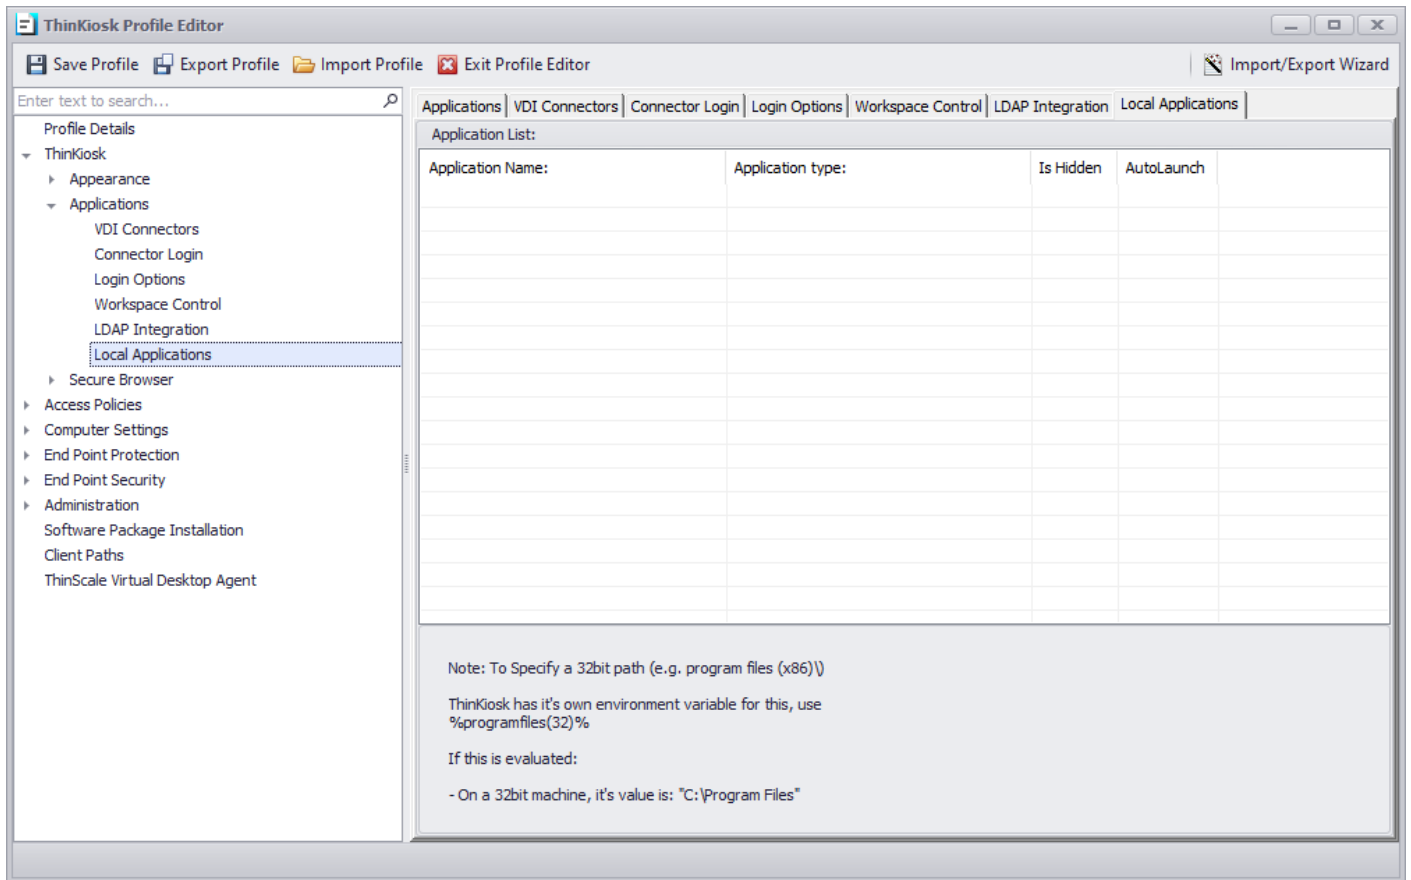 ThinKiosk Profile Editor
Save Profile Export Profile Import Profile Exit Profile Editor Import/Export Wizard
Enter text to search...
Profile Details
ThinKiosk
Appearance
Applications
VDI Connectors
Connector Login
Login Options
Workspace Control
LDAP Integration
Local Applications
Secure Browser
Access Policies
Computer Settings
End Point Protection
End Point Security
Administration
Software Package Installation
Client Paths
ThinScale Virtual Desktop Agent
Applications VDI Connectors Connector Login Login Options Workspace Control LDAP Integration Local Applications
Application List:
Application Name: Application type: Is Hidden AutoLaunch
Note: To Specify a 32bit path (e.g. program files (x86)\)
ThinKiosk has it's own environment variable for this, use
%programfiles(32)%
If this is evaluated:
- On a 32bit machine, it's value is: "C:\Program Files"